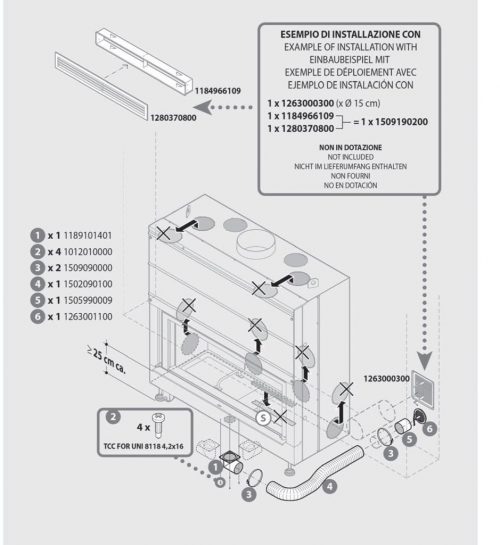 ESEMPIO DI INSTALLAZIONE CON
EXAMPLE OF INSTALLATION WITH
EINBAUBEISPIEL MIT
EXEMPLE DE DÉPLOIEMENT AVEC
EJEMPLO DE INSTALACIÓN CON
1 x 1263000300 (x Ø 15 cm)
1 x 1184966109
1 x 1280370800
= 1 x 1509190200
NON IN DOTAZIONE
NOT INCLUDED
NICHT IM LIEFERUMFANG ENTHALTEN
NON FOURNI
NO EN DOTACIÓN
1184966109
1280370800
1 x 1 1189101401
2 x 4 1012010000
3 x 2 1509090000
4 x 1 1502090100
5 x 1 1505990009
6 x 1 1263001100
≥ 25 cm ca.
1263000300
S
2
4 x
TCC FOR UNI 8118 4,2x16
1
3
4
3
5
6